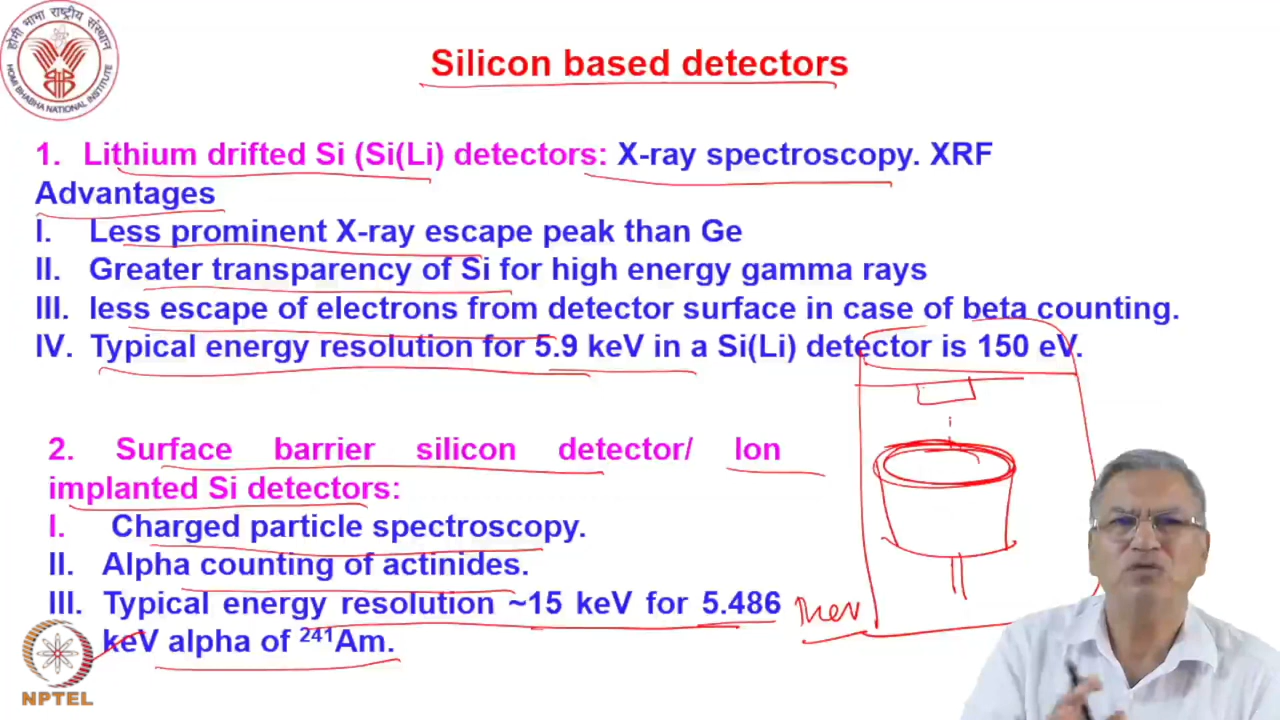 होमी भाभा राष्ट्रीय संस्थान
HOMI BHABHA NATIONAL INSTITUTE
Silicon based detectors
1. Lithium drifted Si (Si(Li) detectors: X-ray spectroscopy. XRF
Advantages
I. Less prominent X-ray escape peak than Ge
II. Greater transparency of Si for high energy gamma rays
III. less escape of electrons from detector surface in case of beta counting.
IV. Typical energy resolution for 5.9 keV in a Si(Li) detector is 150 eV.
2. Surface barrier silicon detector/ Ion
implanted Si detectors:
I. Charged particle spectroscopy.
II. Alpha counting of actinides.
III. Typical energy resolution ~15 keV for 5.486
MeV
keV alpha of ²⁴¹Am.
NPTEL